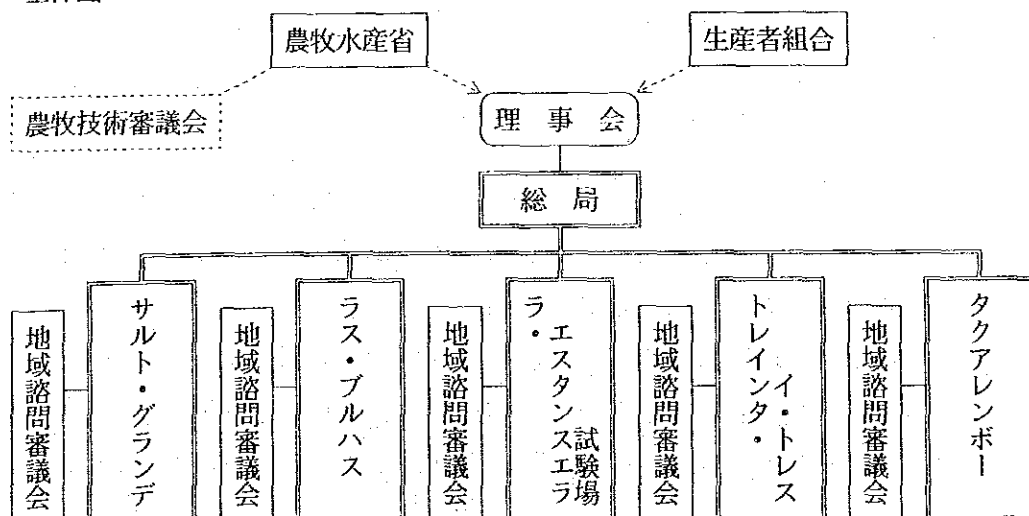 農牧水産省
生産者組合
農牧技術審議会
理事会
総局
地域諮問審議会
サルト・グランデ
地域諮問審議会
ラス・ブルハス
地域諮問審議会
ラ・
エスタンスエラ
試験場
地域諮問審議会
トレインタ・
イ・トレス
地域諮問審議会
タクアレンボー